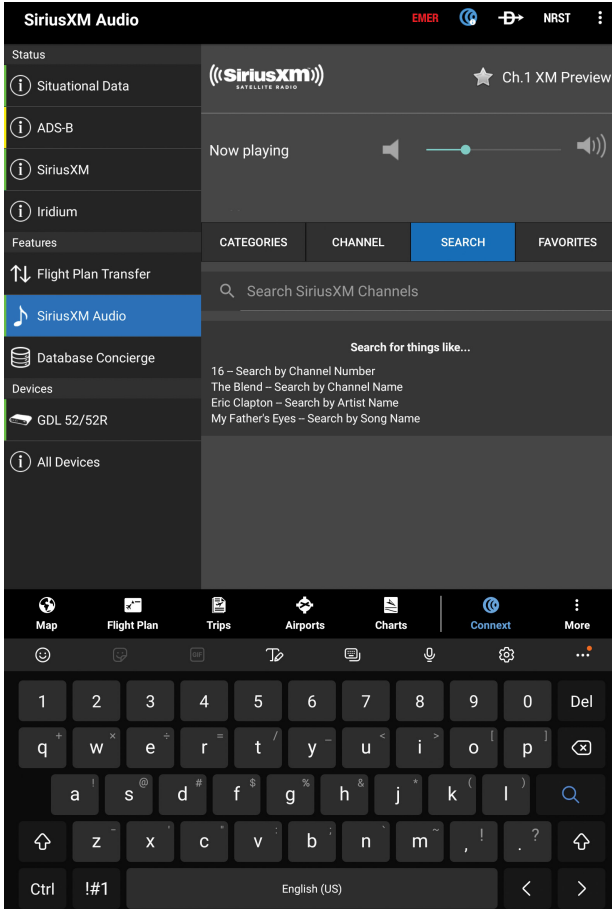 SiriusXM Audio
EMER
NRST
Status
Situational Data
ADS-B
SiriusXM
Iridium
Features
Flight Plan Transfer
SiriusXM Audio
Database Concierge
Devices
GDL 52/52R
All Devices
((SiriusXM))
SATELLITE RADIO
Ch.1 XM Preview
Now playing
CATEGORIES CHANNEL SEARCH FAVORITES
Search SiriusXM Channels
Search for things like...
16 – Search by Channel Number
The Blend – Search by Channel Name
Eric Clapton – Search by Artist Name
My Father's Eyes – Search by Song Name
Map Flight Plan Trips Airports Charts Connext More
GIF T
1 2 3 4 5 6 7 8 9 0 Del
q + w × e ÷ r = t / y _ u < i > o [ p ]
a ! s @ d # f $ g % h & j * k ( l )
z - x ' c " v : b ; n ` m ~ , ! . ?
Ctrl !#1 English (US) < >